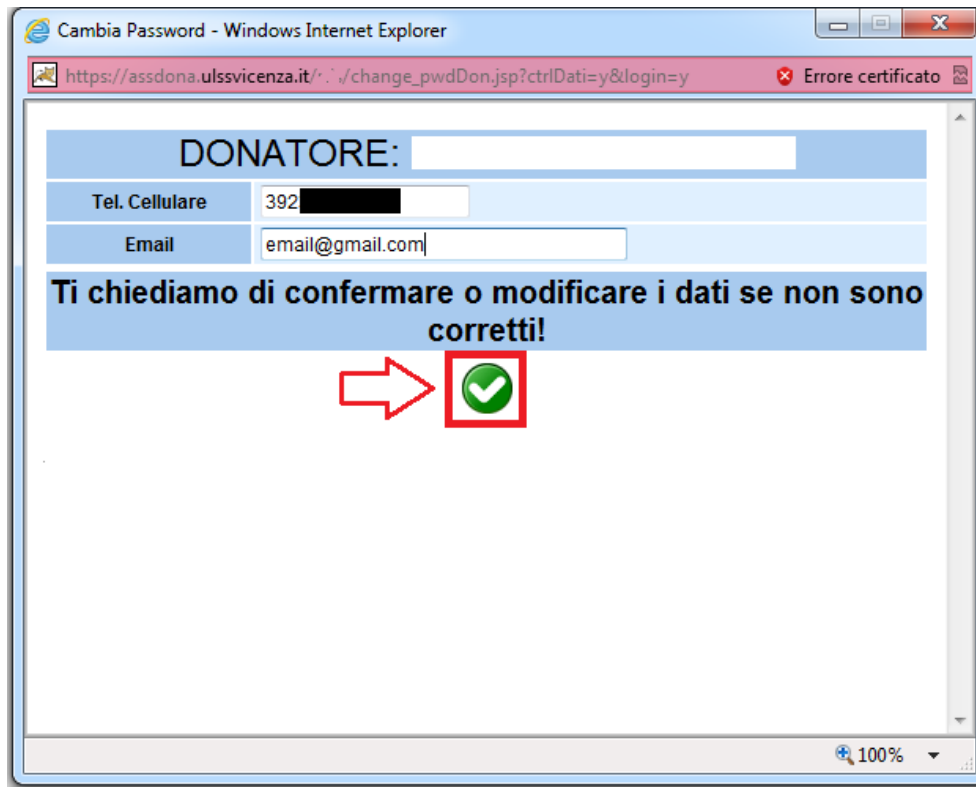 Cambia Password - Windows Internet Explorer
https://assdona.ulssvicenza.it/ /change_pwdDon.jsp?ctrlDati=y&login=y Errore certificato
DONATORE:
Tel. Cellulare 392
Email email@gmail.com
Ti chiediamo di confermare o modificare i dati se non sono
corretti!
100%